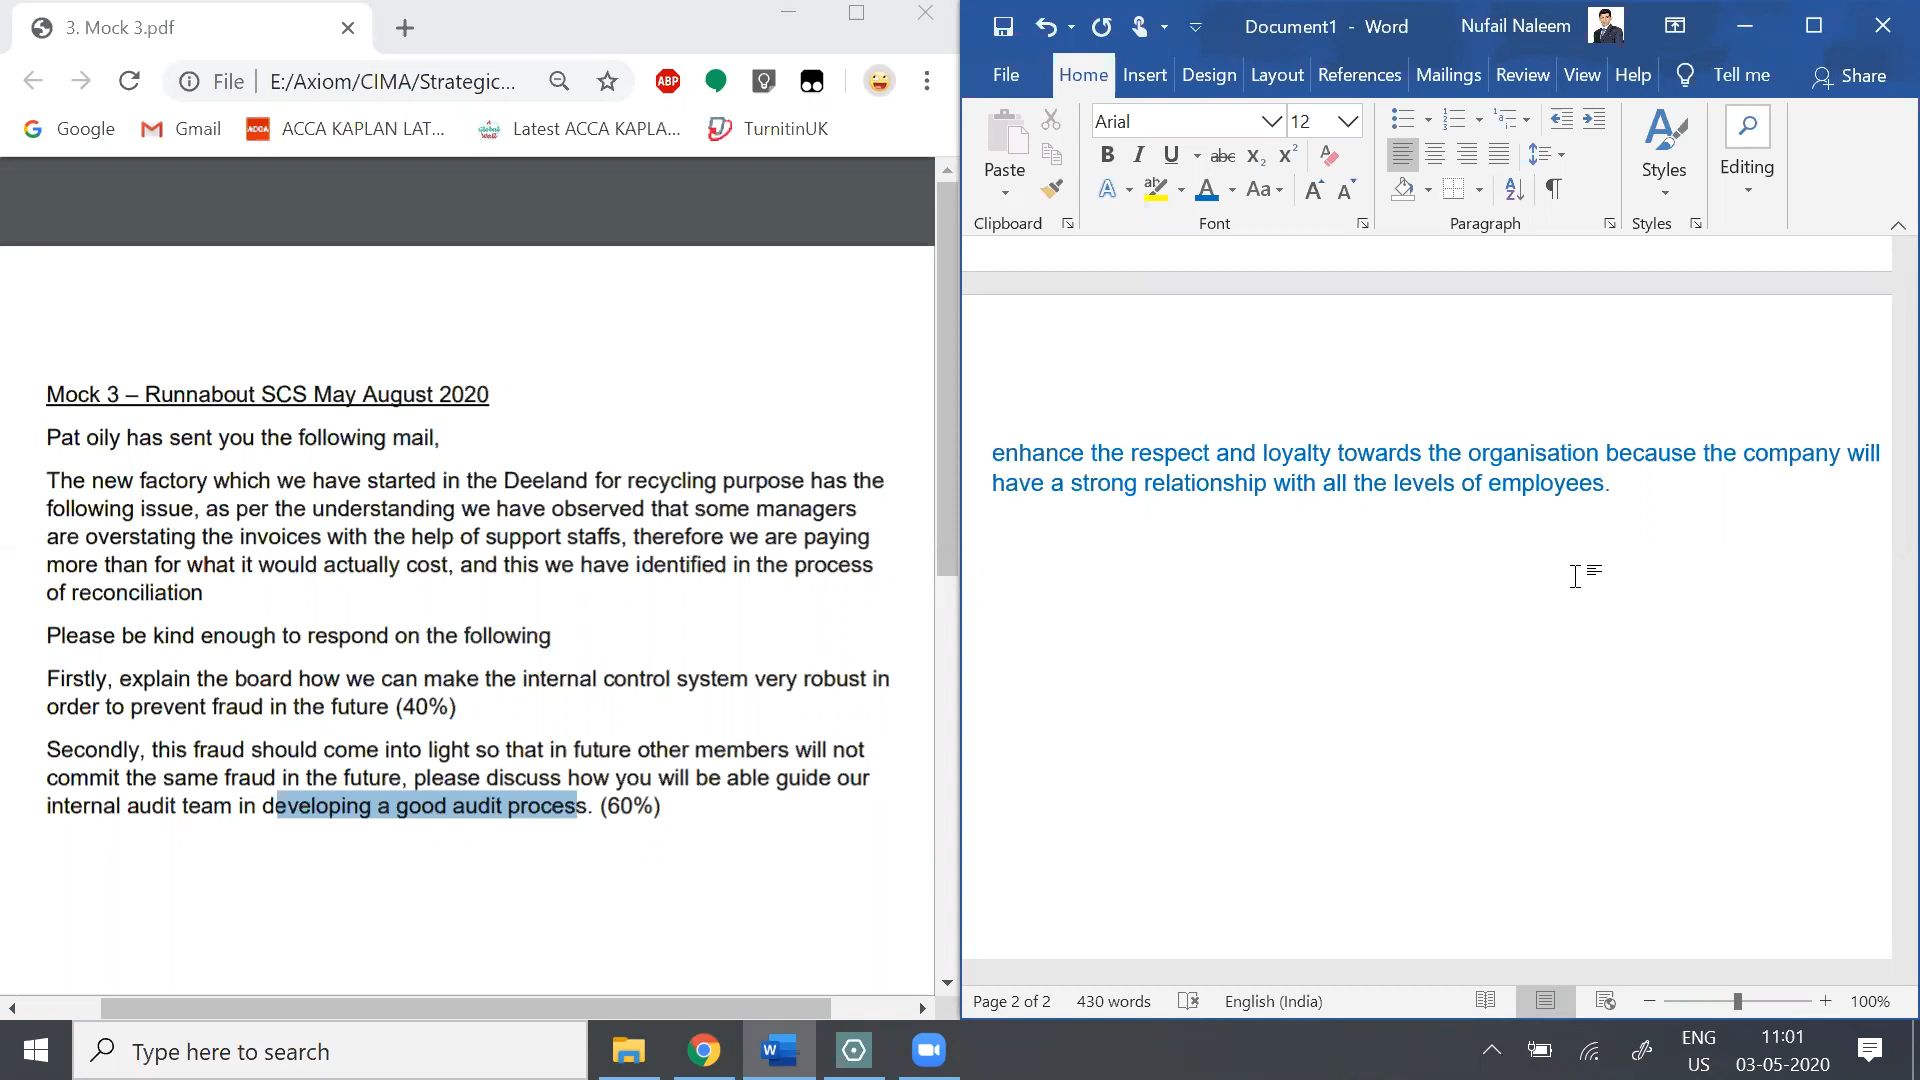 3. Mock 3.pdf
File
E:/Axiom/CIMA/Strategic...
ABP
Google
Gmail
ACCA
ACCA KAPLAN LAT...
Latest ACCA KAPLA...
TurnitinUK
Mock 3 – Runnabout SCS May August 2020
Pat oily has sent you the following mail,
The new factory which we have started in the Deeland for recycling purpose has the
following issue, as per the understanding we have observed that some managers
are overstating the invoices with the help of support staffs, therefore we are paying
more than for what it would actually cost, and this we have identified in the process
of reconciliation
Please be kind enough to respond on the following
Firstly, explain the board how we can make the internal control system very robust in
order to prevent fraud in the future (40%)
Secondly, this fraud should come into light so that in future other members will not
commit the same fraud in the future, please discuss how you will be able guide our
internal audit team in developing a good audit process. (60%)
Document1 - Word
Nufail Naleem
File Home Insert Design Layout References Mailings Review View Help Tell me Share
Arial 12
Paste
B I U abc X2 X2
A ab A Aa A A
Styles
Editing
Clipboard Font Paragraph Styles
enhance the respect and loyalty towards the organisation because the company will
have a strong relationship with all the levels of employees.
Page 2 of 2 430 words English (India) 100%
Type here to search
ENG
US
11:01
03-05-2020